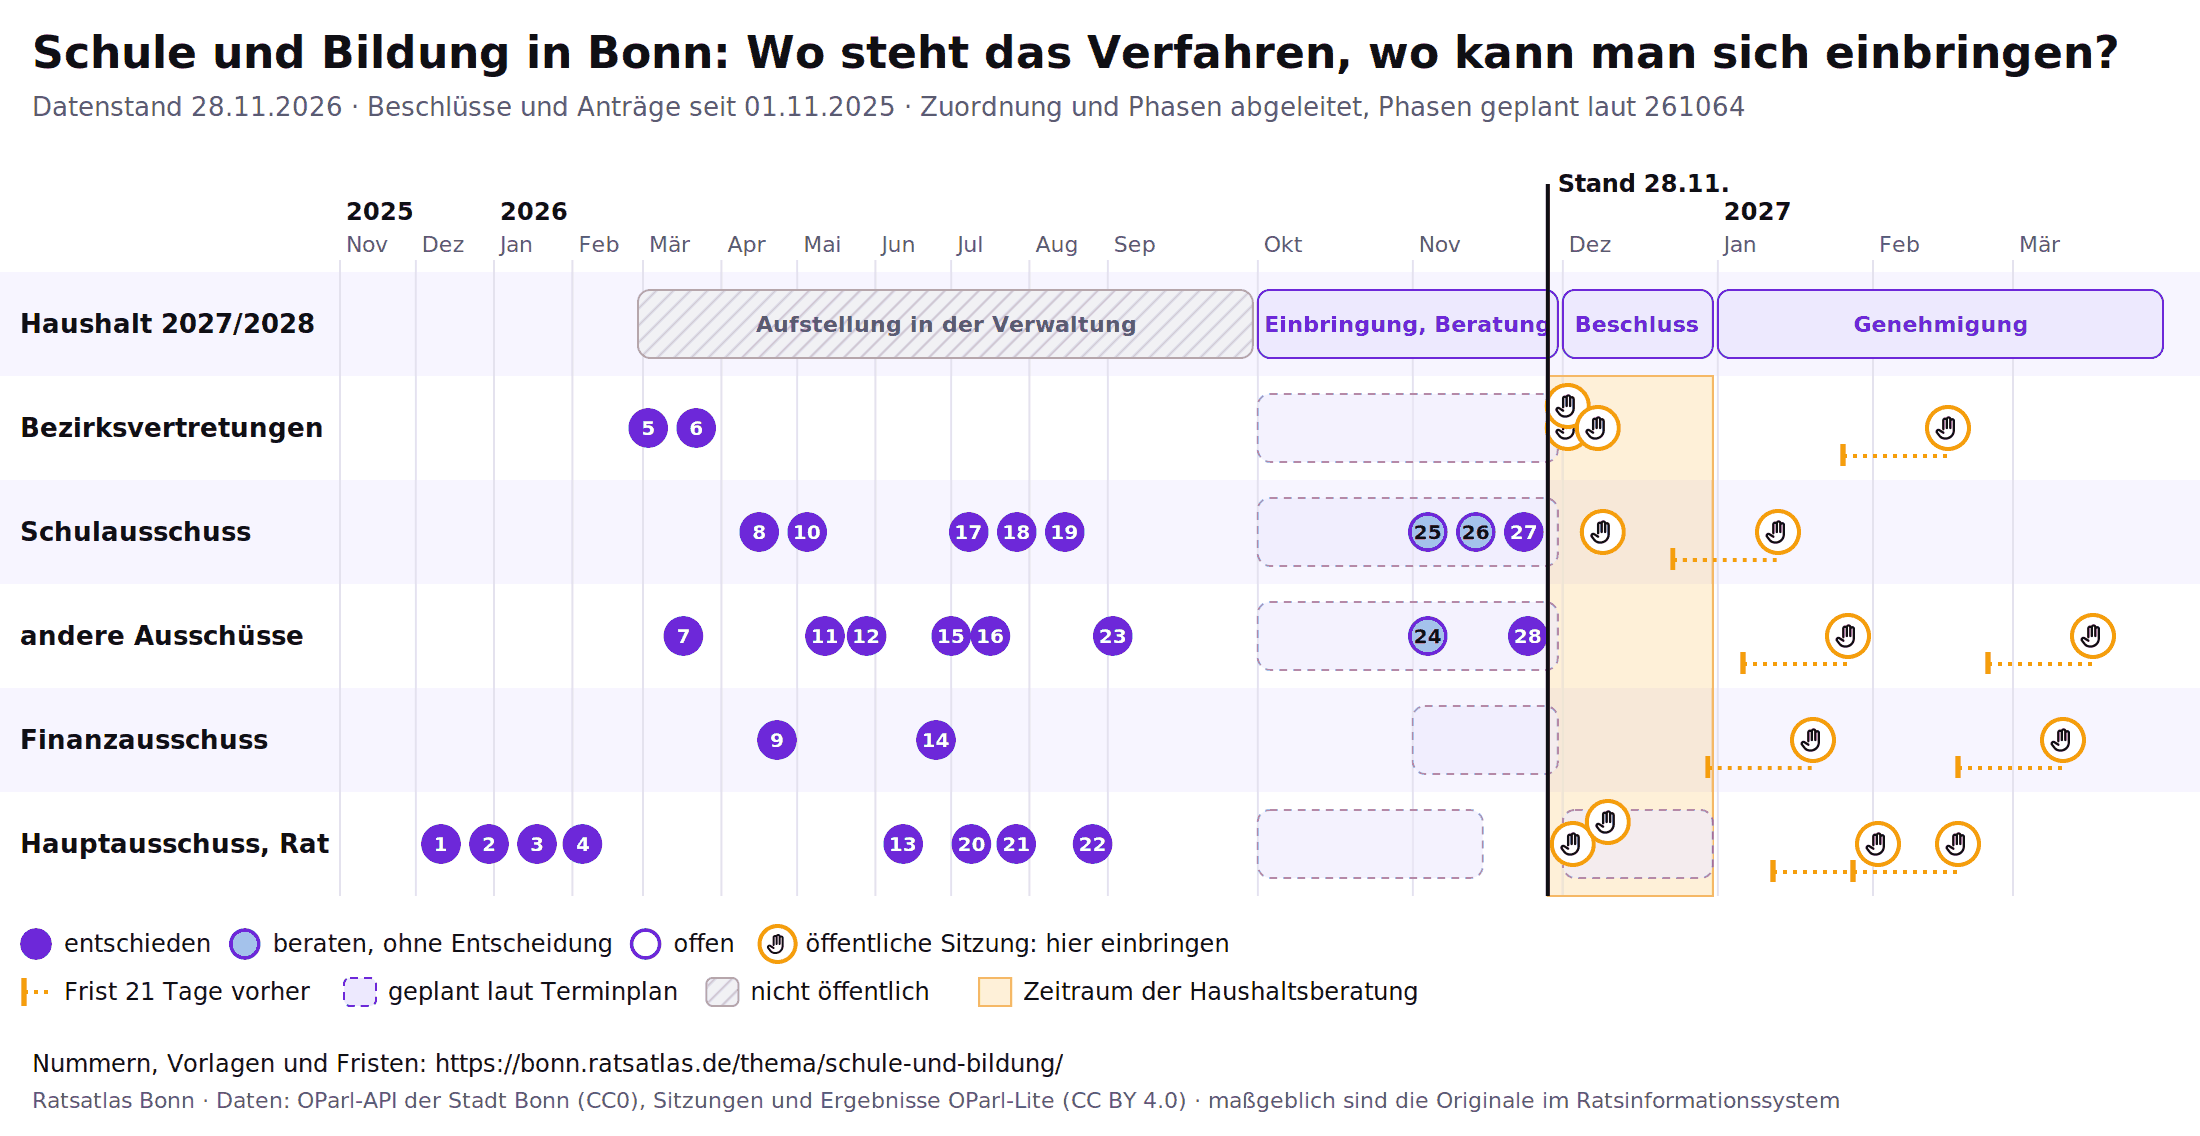 Schule und Bildung in Bonn: Wo steht das Verfahren, wo kann man sich einbringen?
Datenstand 28.11.2026 · Beschlüsse und Anträge seit 01.11.2025 · Zuordnung und Phasen abgeleitet, Phasen geplant laut 261064
Stand 28.11.
2025 2026 2027
Nov Dez Jan Feb Mär Apr Mai Jun Jul Aug Sep Okt Nov Dez Jan Feb Mär
Haushalt 2027/2028 Aufstellung in der Verwaltung Einbringung, Beratung Beschluss Genehmigung
Bezirksvertretungen 5 6
Schulausschuss 8 10 17 18 19 25 26 27
andere Ausschüsse 7 11 12 15 16 23 24 28
Finanzausschuss 9 14
Hauptausschuss, Rat 1 2 3 4 13 20 21 22
entschieden beraten, ohne Entscheidung offen öffentliche Sitzung: hier einbringen
Frist 21 Tage vorher geplant laut Terminplan nicht öffentlich Zeitraum der Haushaltsberatung
Nummern, Vorlagen und Fristen: https://bonn.ratsatlas.de/thema/schule-und-bildung/
Ratsatlas Bonn · Daten: OParl-API der Stadt Bonn (CC0), Sitzungen und Ergebnisse OParl-Lite (CC BY 4.0) · maßgeblich sind die Originale im Ratsinformationssystem